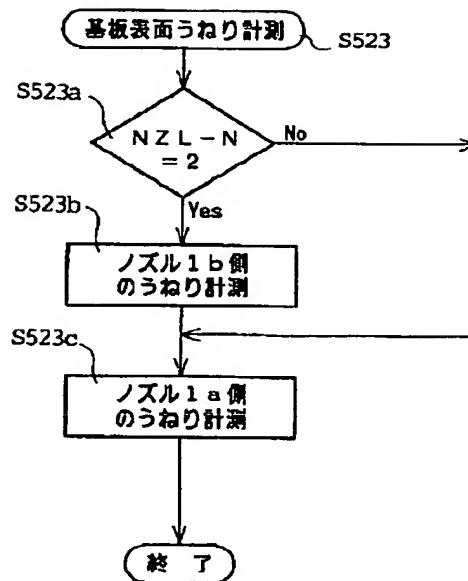 基板表面うねり計測
S523
S523a
NZL-N
=2
No
Yes
S523b
ノズル1b側
のうねり計測
S523c
ノズル1a側
のうねり計測
終 了